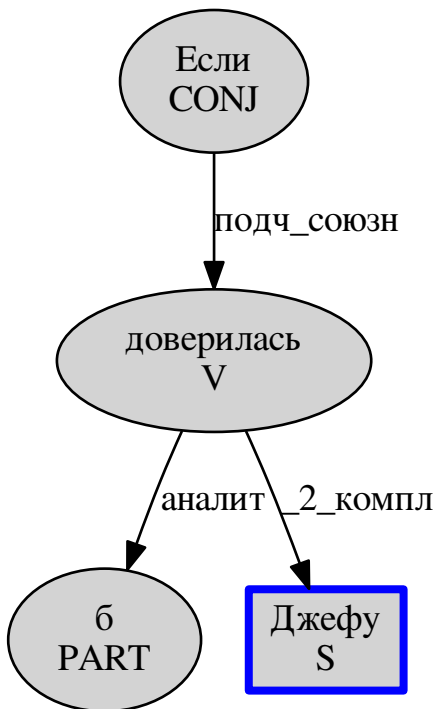 Если
CONJ
подч_союзн
доверилась
V
аналит _2_компл
б
PART
Джефу
S